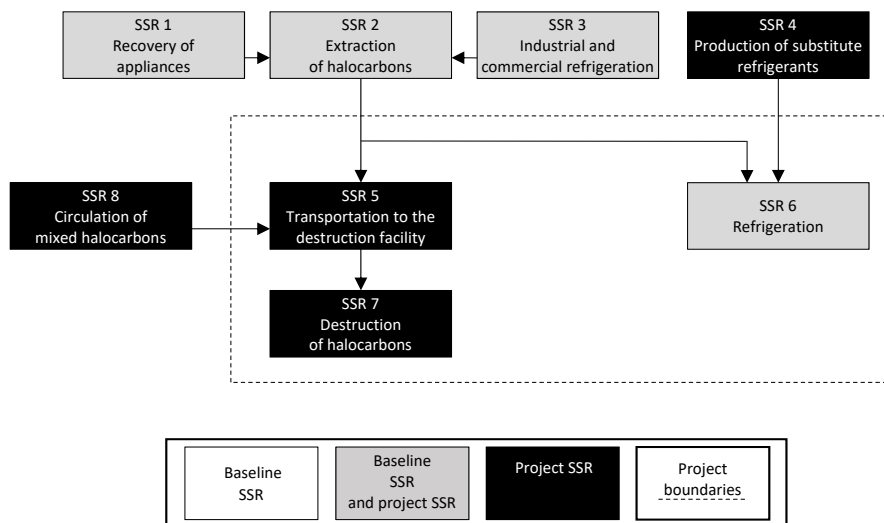 SSR 1
Recovery of
appliances
SSR 2
Extraction
of halocarbons
SSR 3
Industrial and
commercial refrigeration
SSR 4
Production of substitute
refrigerants
SSR 8
Circulation of
mixed halocarbons
SSR 5
Transportation to the
destruction facility
SSR 6
Refrigeration
SSR 7
Destruction
of halocarbons
Baseline
SSR
Baseline
SSR
and project SSR
Project SSR
Project
boundaries